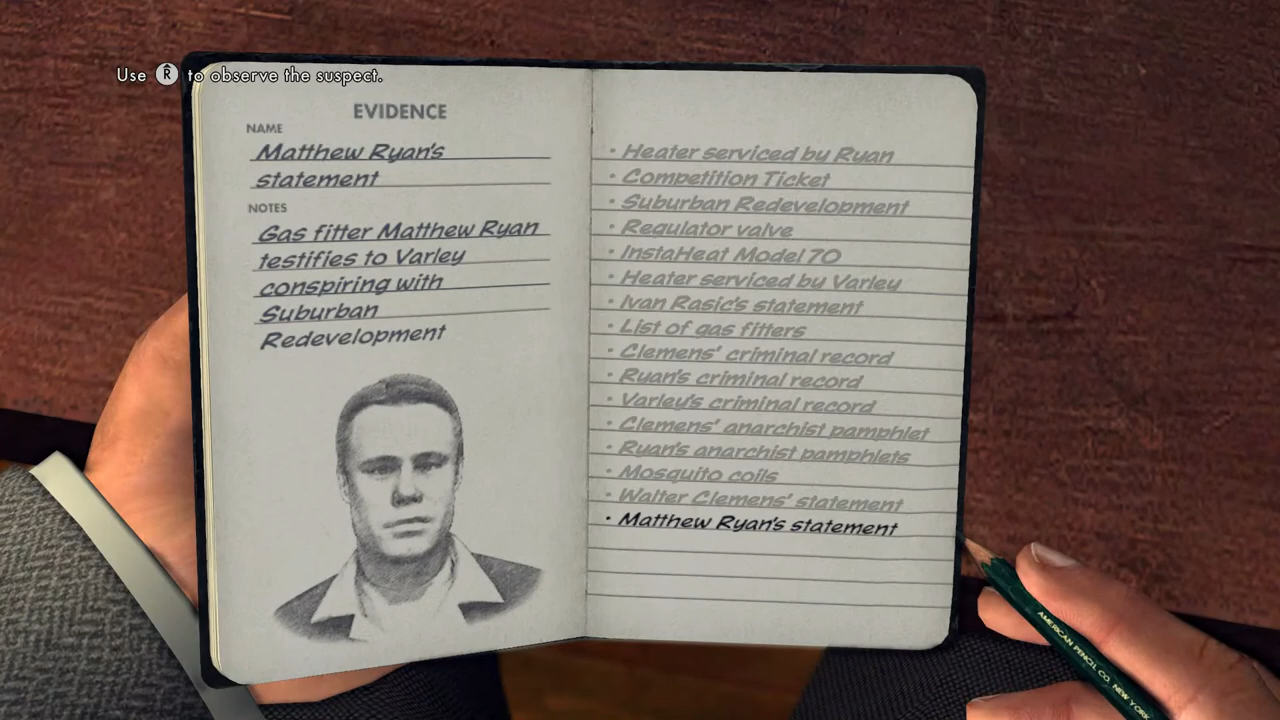 Use R to observe the suspect.
EVIDENCE
NAME
Matthew Ryan's
statement
NOTES
Gas fitter Matthew Ryan
testifies to Varley
conspiring with
Suburban
Redevelopment
• Heater serviced by Ryan
• Competition Ticket
• Suburban Redevelopment
• Regulator valve
• InstaHeat Model 70
• Heater serviced by Varley
• Ivan Rasic's statement
• List of gas fitters
• Clemens' criminal record
• Ryan's criminal record
• Varley's criminal record
• Clemens' anarchist pamphlet
• Ryan's anarchist pamphlets
• Mosquito coils
• Walter Clemens' statement
• Matthew Ryan's statement
AMERICAN PENCIL CO. NEW YORK